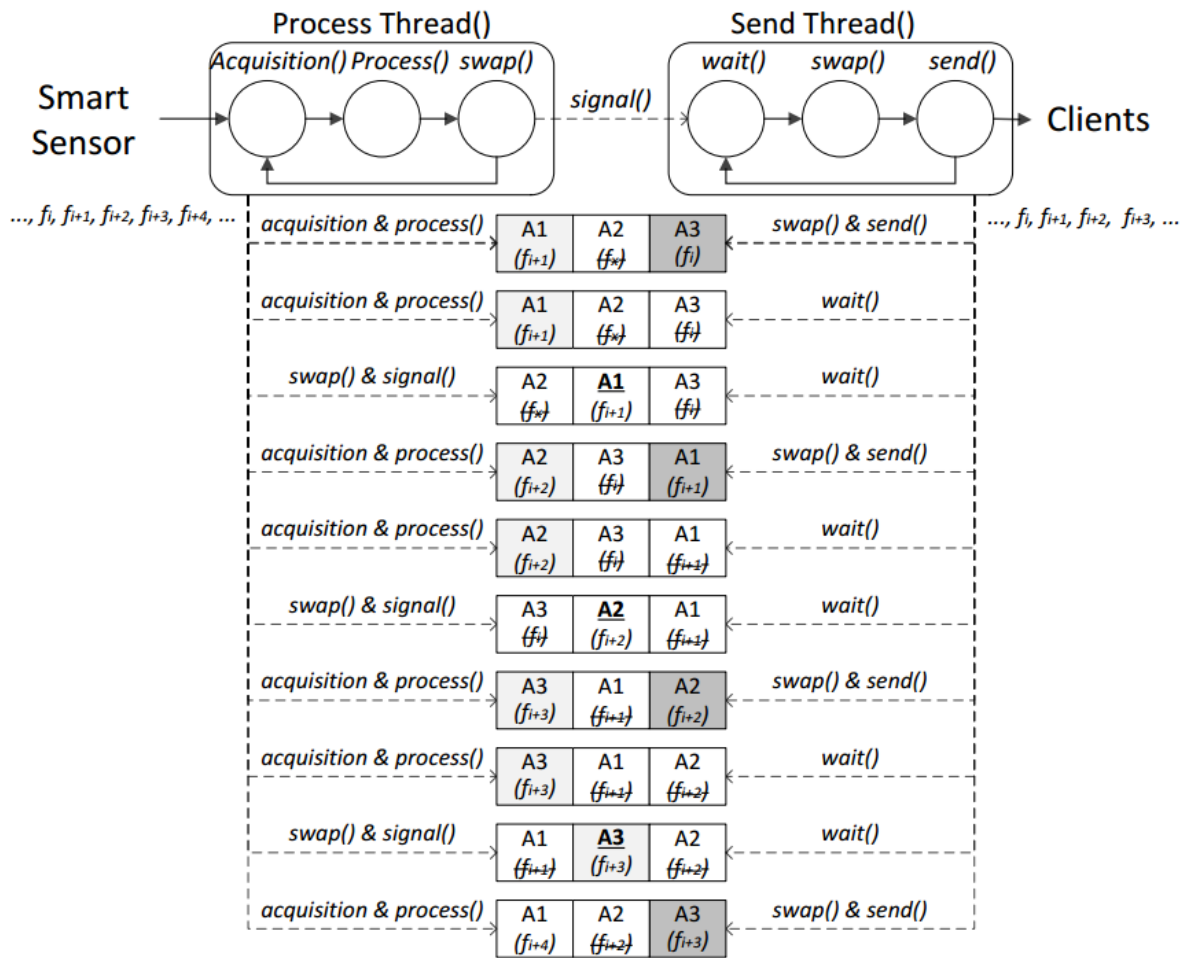 Process Thread()
Send Thread()
Acquisition() Process() swap()
wait() swap() send()
Smart
Sensor
signal()
Clients
..., fi, fi+1, fi+2, fi+3, fi+4, ...
..., fi, fi+1, fi+2, fi+3, ...
acquisition & process() A1 A2 A3 swap() & send()
(fi+1) (fx) (fi)
acquisition & process() A1 A2 A3 wait()
(fi+1) (fx) (fi)
swap() & signal() A2 A1 A3 wait()
(fx) (fi+1) (fi)
acquisition & process() A2 A3 A1 swap() & send()
(fi+2) (fi) (fi+1)
acquisition & process() A2 A3 A1 wait()
(fi+2) (fi) (fi+1)
swap() & signal() A3 A2 A1 wait()
(fi) (fi+2) (fi+1)
acquisition & process() A3 A1 A2 swap() & send()
(fi+3) (fi+1) (fi+2)
acquisition & process() A3 A1 A2 wait()
(fi+3) (fi+1) (fi+2)
swap() & signal() A1 A3 A2 wait()
(fi+1) (fi+3) (fi+2)
acquisition & process() A1 A2 A3 swap() & send()
(fi+4) (fi+2) (fi+3)